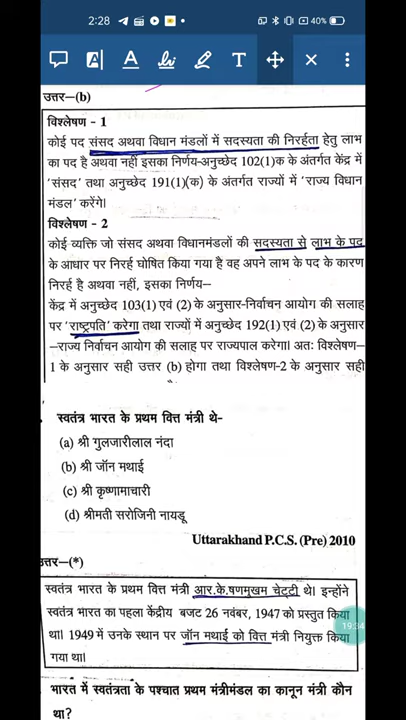 2:28
40%
A
A
T
उत्तर–(b)
विश्लेषण - 1
कोई पद संसद अथवा विधान मंडलों में सदस्यता की निरर्हता हेतु लाभ
का पद है अथवा नहीं इसका निर्णय-अनुच्छेद 102(1)क के अंतर्गत केंद्र में
‘संसद’ तथा अनुच्छेद 191(1)(क) के अंतर्गत राज्यों में ‘राज्य विधान
मंडल’ करेंगे।
विश्लेषण - 2
कोई व्यक्ति जो संसद अथवा विधानमंडलों की सदस्यता से लाभ के पद
के आधार पर निरर्ह घोषित किया गया है वह अपने लाभ के पद के कारण
निरर्ह है अथवा नहीं, इसका निर्णय–
केंद्र में अनुच्छेद 103(1) एवं (2) के अनुसार-निर्वाचन आयोग की सलाह
पर ‘राष्ट्रपति’ करेगा तथा राज्यों में अनुच्छेद 192(1) एवं (2) के अनुसार
–राज्य निर्वाचन आयोग की सलाह पर राज्यपाल करेगा। अतः विश्लेषण-
1 के अनुसार सही उत्तर (b) होगा तथा विश्लेषण-2 के अनुसार सही
स्वतंत्र भारत के प्रथम वित्त मंत्री थे-
(a) श्री गुलजारीलाल नंदा
(b) श्री जॉन मथाई
(c) श्री कृष्णामाचारी
(d) श्रीमती सरोजिनी नायडू
Uttarakhand P.C.S. (Pre) 2010
उत्तर–(*)
स्वतंत्र भारत के प्रथम वित्त मंत्री आर.के.षणमुखम चेट्टी थे। इन्होंने
स्वतंत्र भारत का पहला केंद्रीय बजट 26 नवंबर, 1947 को प्रस्तुत किया
19:34
था। 1949 में उनके स्थान पर जॉन मथाई को वित्त मंत्री नियुक्त किया
गया था।
भारत में स्वतंत्रता के पश्चात प्रथम मंत्रीमंडल का कानून मंत्री कौन
था?